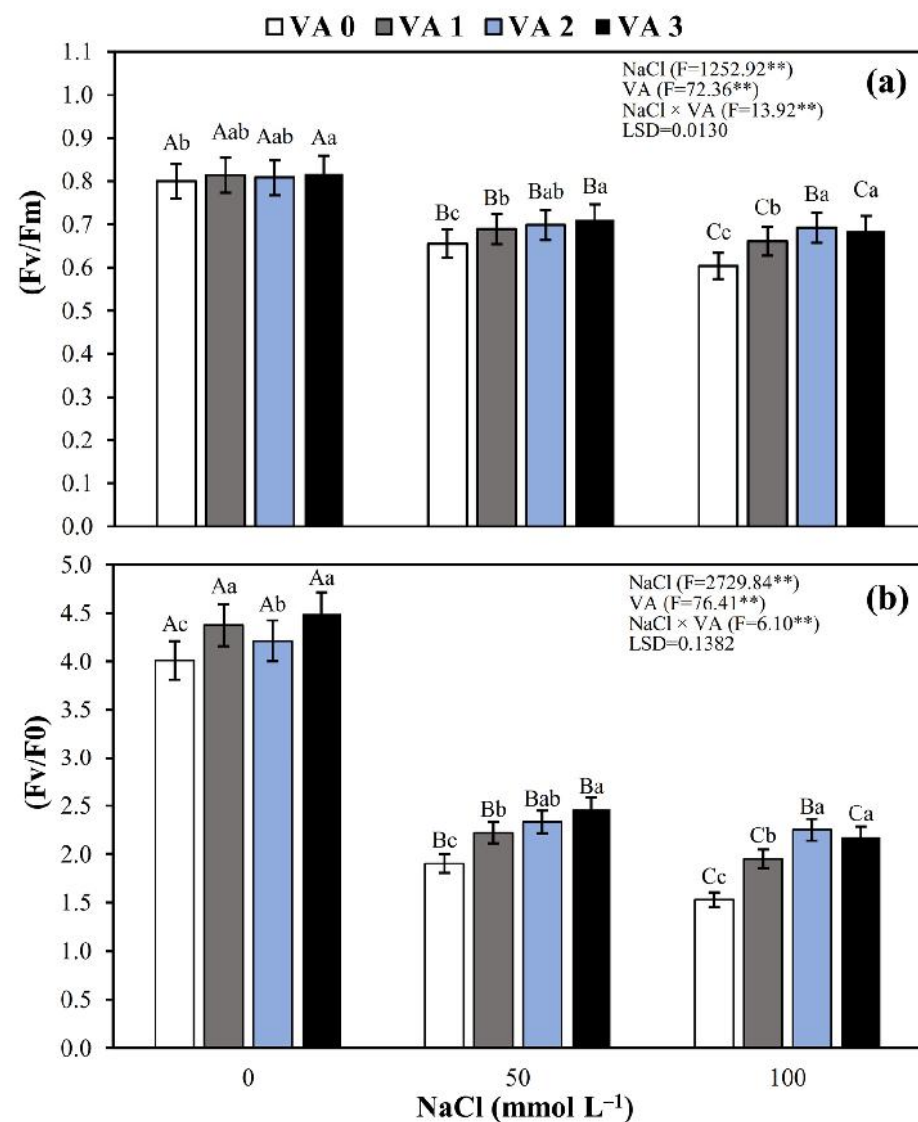 VA 0 VA 1 VA 2 VA 3
(a)
NaCl (F=1252.92**)
VA (F=72.36**)
NaCl × VA (F=13.92**)
LSD=0.0130
(Fv/Fm)
1.1
1.0
0.9
0.8
0.7
0.6
0.5
0.4
0.3
0.2
0.1
0.0
Ab Aab Aab Aa
Bc Bb Bab Ba
Cc Cb Ba Ca
(b)
NaCl (F=2729.84**)
VA (F=76.41**)
NaCl × VA (F=6.10**)
LSD=0.1382
(Fv/F0)
5.0
4.5
4.0
3.5
3.0
2.5
2.0
1.5
1.0
0.5
0.0
Ac Aa Ab Aa
Bc Bb Bab Ba
Cc Cb Ba Ca
0 50 100
NaCl (mmol L⁻¹)